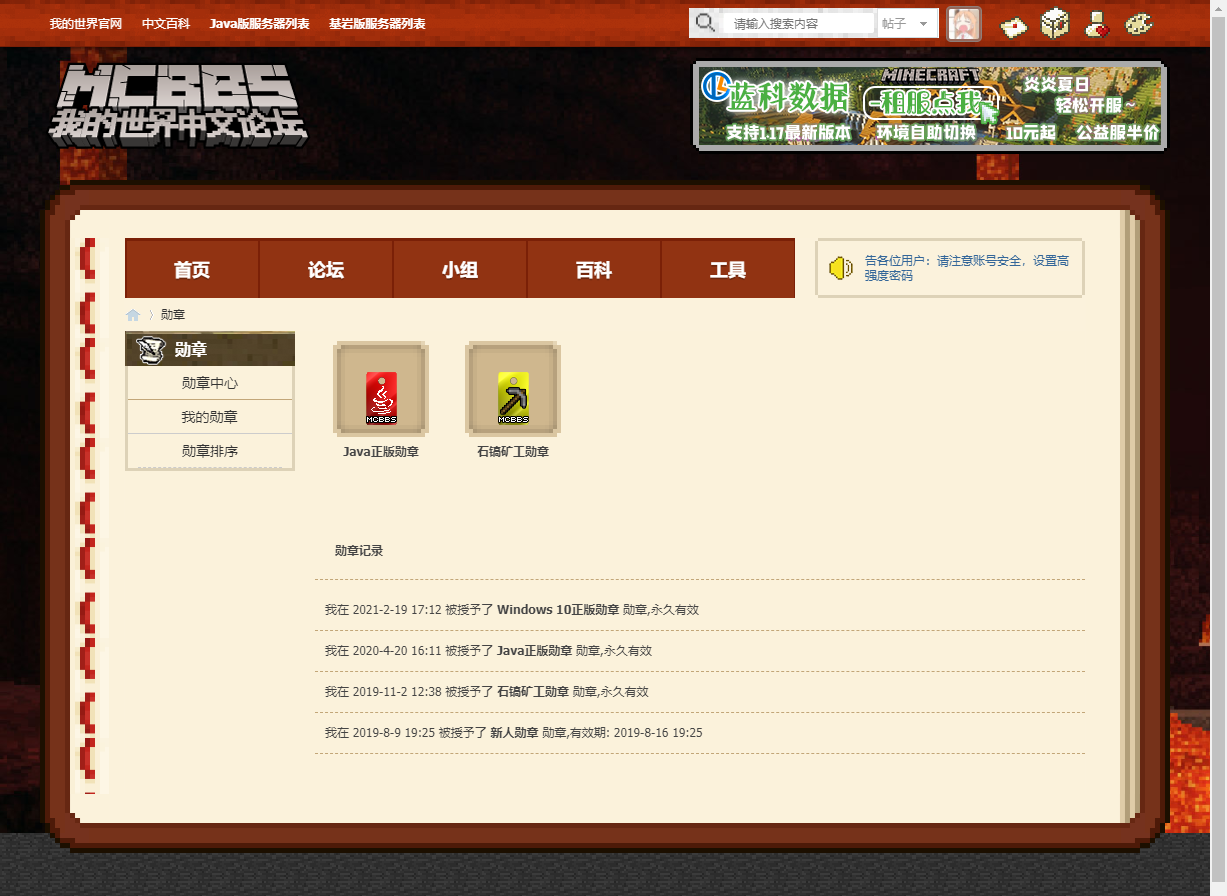 我的世界官网 中文百科 Java版服务器列表 基岩版服务器列表 请输入搜索内容 帖子
MCBBS
我的世界中文论坛
蓝科数据 MINECRAFT 租服点我 炎炎夏日 轻松开服~
支持1.17最新版本 环境自助切换 10元起 公益服半价
首页 论坛 小组 百科 工具
告各位用户：请注意账号安全，设置高
强度密码
勋章
勋章
勋章中心
我的勋章
勋章排序
MCBBS MCBBS
Java正版勋章 石镐矿工勋章
勋章记录
我在 2021-2-19 17:12 被授予了 Windows 10正版勋章 勋章,永久有效
我在 2020-4-20 16:11 被授予了 Java正版勋章 勋章,永久有效
我在 2019-11-2 12:38 被授予了 石镐矿工勋章 勋章,永久有效
我在 2019-8-9 19:25 被授予了 新人勋章 勋章,有效期: 2019-8-16 19:25